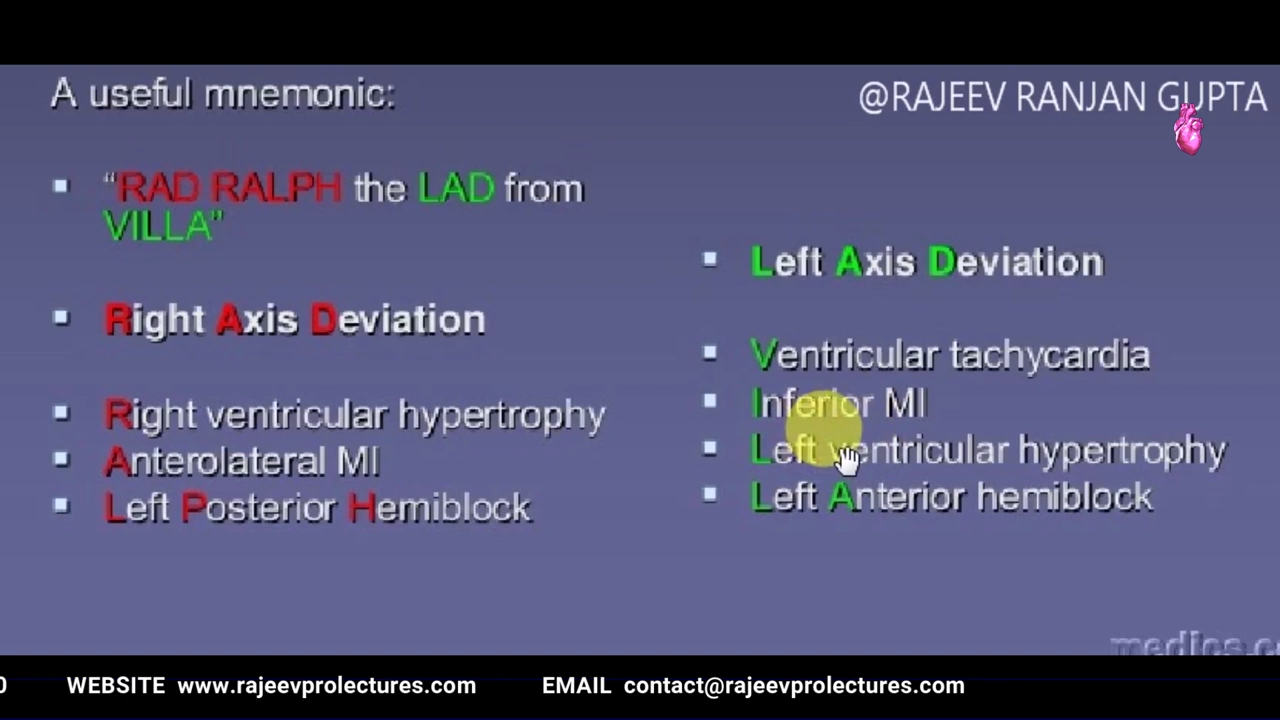 A useful mnemonic:
@RAJEEV RANJAN GUPTA
“RAD RALPH the LAD from
VILLA”
Right Axis Deviation
Right ventricular hypertrophy
Anterolateral MI
Left Posterior Hemiblock
Left Axis Deviation
Ventricular tachycardia
Inferior MI
Left ventricular hypertrophy
Left Anterior hemiblock
0 WEBSITE www.rajeevprolectures.com EMAIL contact@rajeevprolectures.com